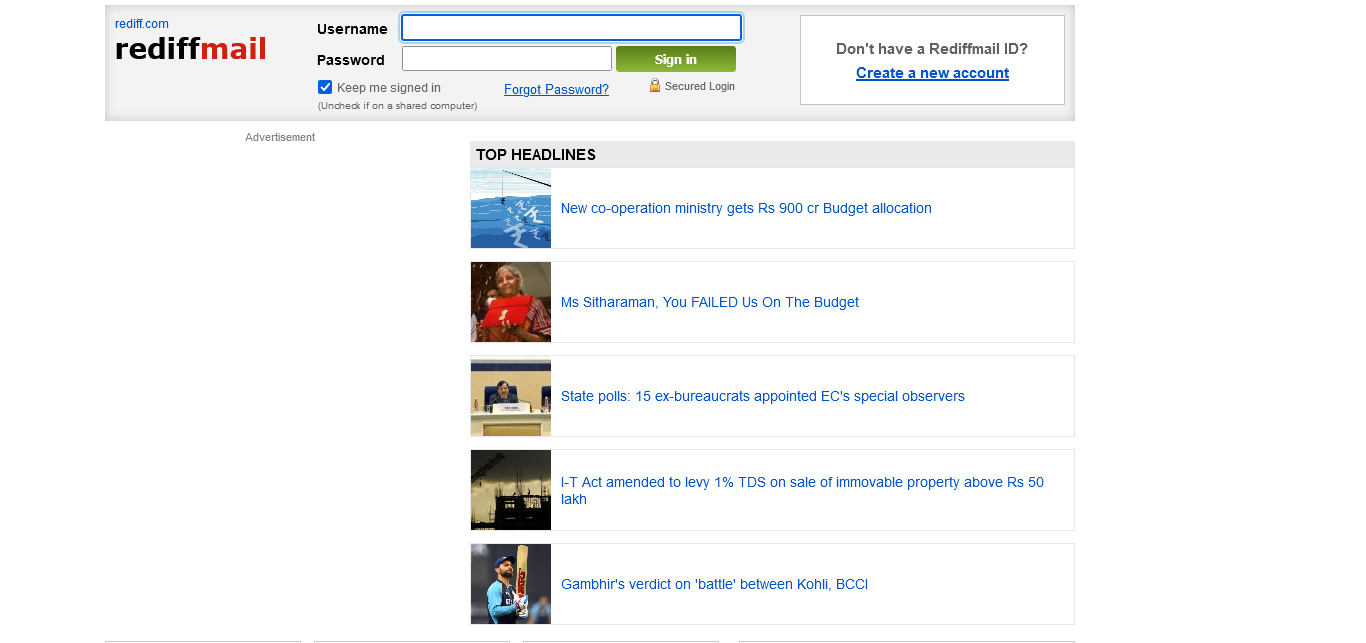 rediff.com
rediffmail
Username
Password
Sign in
Keep me signed in
Forgot Password?
Secured Login
(Uncheck if on a shared computer)
Don't have a Rediffmail ID?
Create a new account
Advertisement
TOP HEADLINES
New co-operation ministry gets Rs 900 cr Budget allocation
Ms Sitharaman, You FAILED Us On The Budget
State polls: 15 ex-bureaucrats appointed EC's special observers
I-T Act amended to levy 1% TDS on sale of immovable property above Rs 50
lakh
Gambhir's verdict on 'battle' between Kohli, BCCI